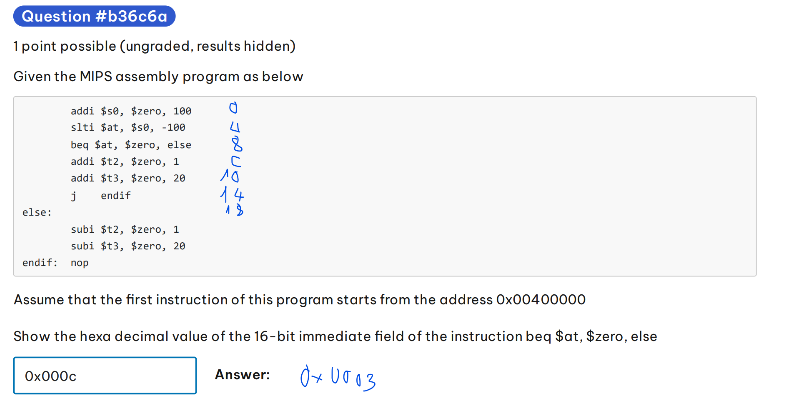 Question #b36c6a
1 point possible (ungraded, results hidden)
Given the MIPS assembly program as below
addi $s0, $zero, 100 0
slti $at, $s0, -100 4
beq $at, $zero, else 8
addi $t2, $zero, 1 C
addi $t3, $zero, 20 10
j endif 14
else: 18
subi $t2, $zero, 1
subi $t3, $zero, 20
endif: nop
Assume that the first instruction of this program starts from the address 0x00400000
Show the hexa decimal value of the 16-bit immediate field of the instruction beq $at, $zero, else
0x000c Answer: 0x0003